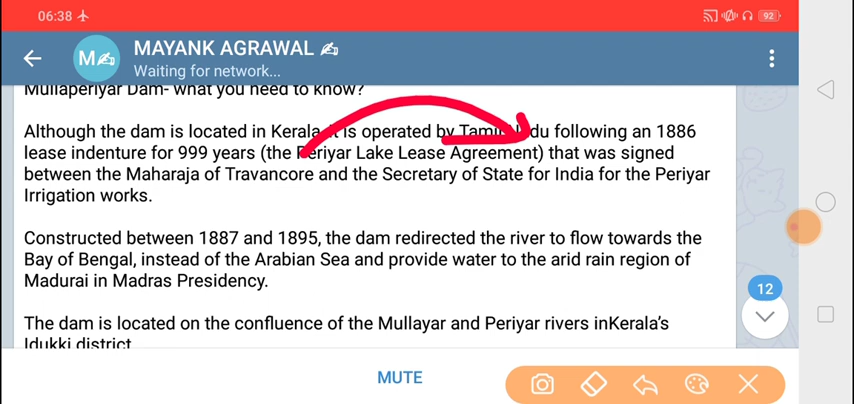 06:38
92
MAYANK AGRAWAL ✍
M✍
Waiting for network...
Mullaperiyar Dam- what you need to know?
Although the dam is located in Kerala, it is operated by Tamil Nadu following an 1886
lease indenture for 999 years (the Periyar Lake Lease Agreement) that was signed
between the Maharaja of Travancore and the Secretary of State for India for the Periyar
Irrigation works.
Constructed between 1887 and 1895, the dam redirected the river to flow towards the
Bay of Bengal, instead of the Arabian Sea and provide water to the arid rain region of
Madurai in Madras Presidency.
12
The dam is located on the confluence of the Mullayar and Periyar rivers inKerala's
Idukki district.
MUTE